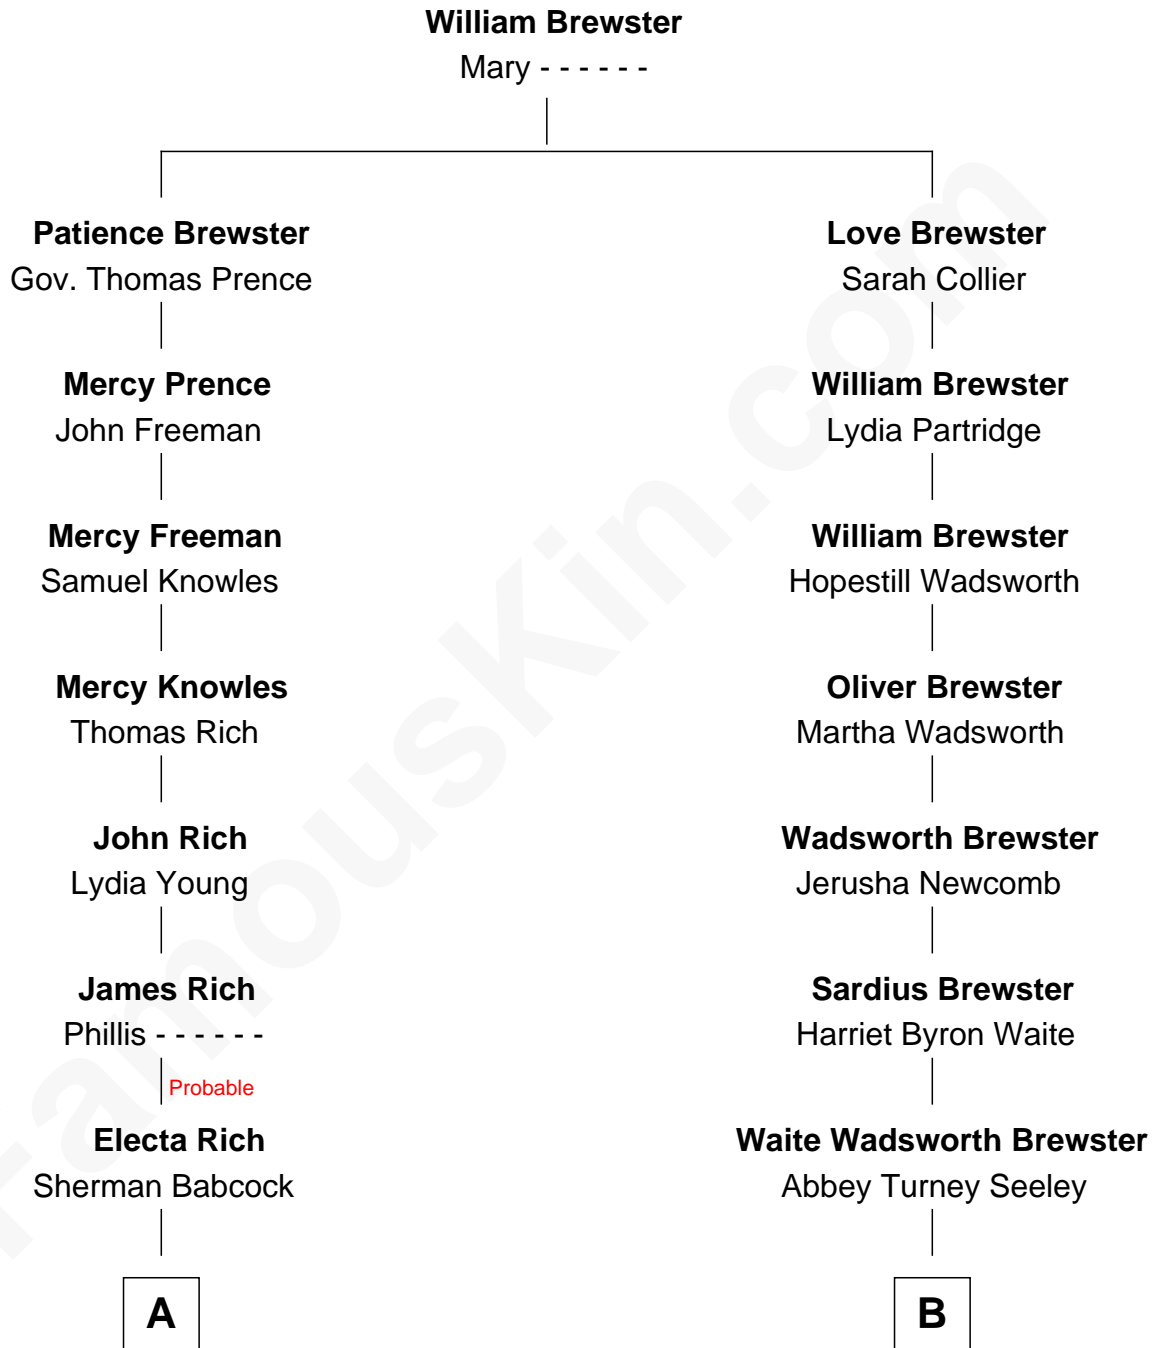 William Brewster
Mary - - - - - -
Patience Brewster
Gov. Thomas Prence
Love Brewster
Sarah Collier
Mercy Prence
John Freeman
William Brewster
Lydia Partridge
Mercy Freeman
Samuel Knowles
William Brewster
Hopestill Wadsworth
Mercy Knowles
Thomas Rich
Oliver Brewster
Martha Wadsworth
John Rich
Lydia Young
Wadsworth Brewster
Jerusha Newcomb
James Rich
Phillis - - - - - -
Sardius Brewster
Harriet Byron Waite
Probable
Electa Rich
Sherman Babcock
Waite Wadsworth Brewster
Abbey Turney Seeley
A
B
FamousKin.com